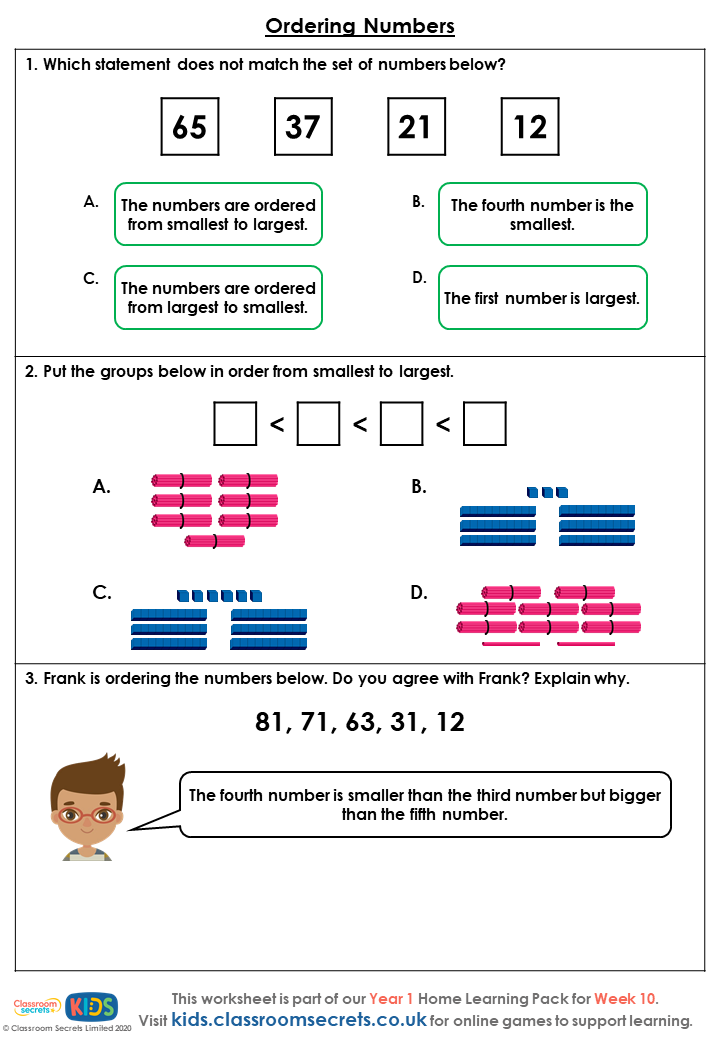 Ordering Numbers
1. Which statement does not match the set of numbers below?
65 37 21 12
A. The numbers are ordered
from smallest to largest.
B. The fourth number is the
smallest.
C. The numbers are ordered
from largest to smallest.
D. The first number is largest.
2. Put the groups below in order from smallest to largest.
< < <
A.
B.
C.
D.
3. Frank is ordering the numbers below. Do you agree with Frank? Explain why.
81, 71, 63, 31, 12
The fourth number is smaller than the third number but bigger
than the fifth number.
Classroom
Secrets
KiDS
© Classroom Secrets Limited 2020
This worksheet is part of our Year 1 Home Learning Pack for Week 10.
Visit kids.classroomsecrets.co.uk for online games to support learning.